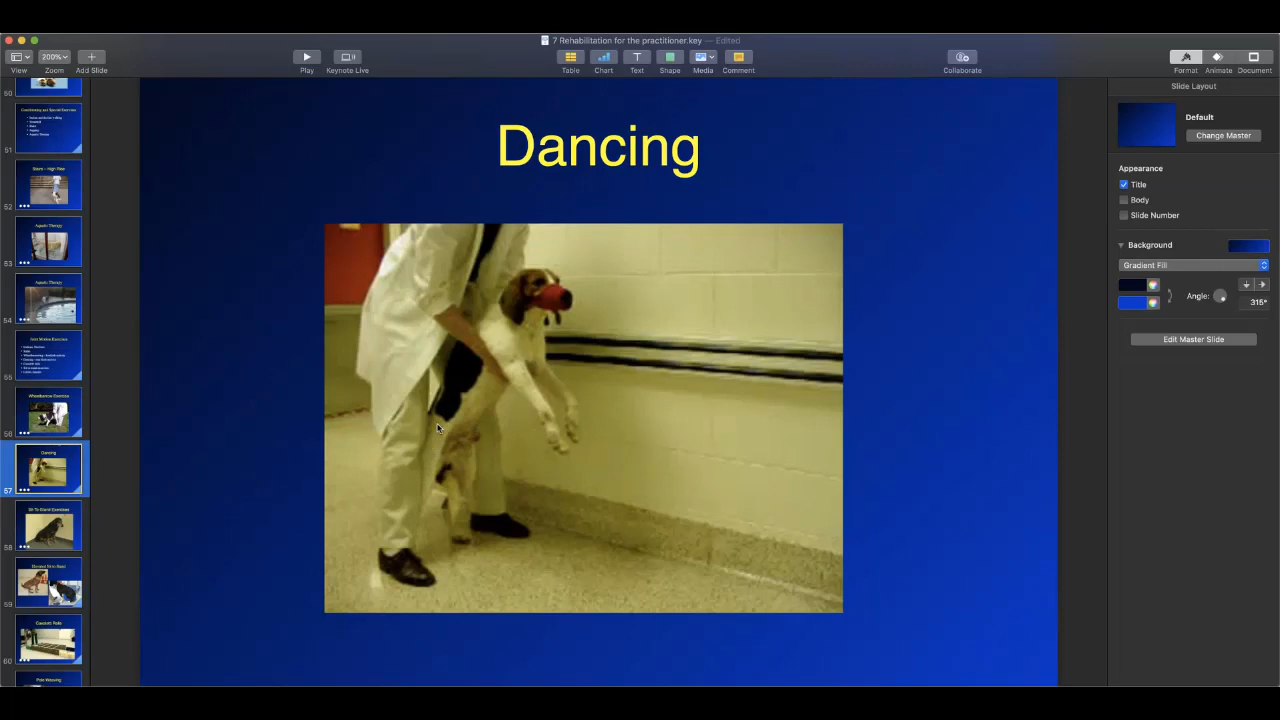 7 Rehabilitation for the practitioner.key — Edited
200%
View
Zoom
Add Slide
Play
Keynote Live
Table
Chart
Text
Shape
Media
Comment
Collaborate
Format
Animate
Document
50
51
Stairs - High Rise
52
Aquatic Therapy
53
Aquatic Therapy
54
55
Wheelbarrow Exercise
56
Dancing
57
Sit To Stand Exercises
58
59
Cavaletti Rails
60
Pole Weaving
Dancing
Slide Layout
Default
Change Master
Appearance
Title
Body
Slide Number
Background
Gradient Fill
Angle:
315°
Edit Master Slide